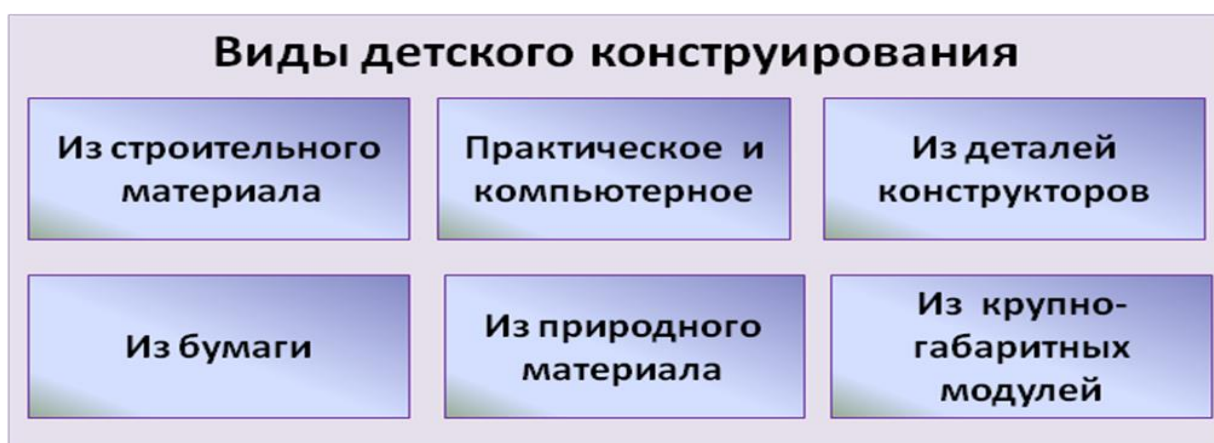 Виды детского конструирования
Из строительного
материала
Практическое и
компьютерное
Из деталей
конструкторов
Из бумаги
Из природного
материала
Из крупно-
габаритных
модулей